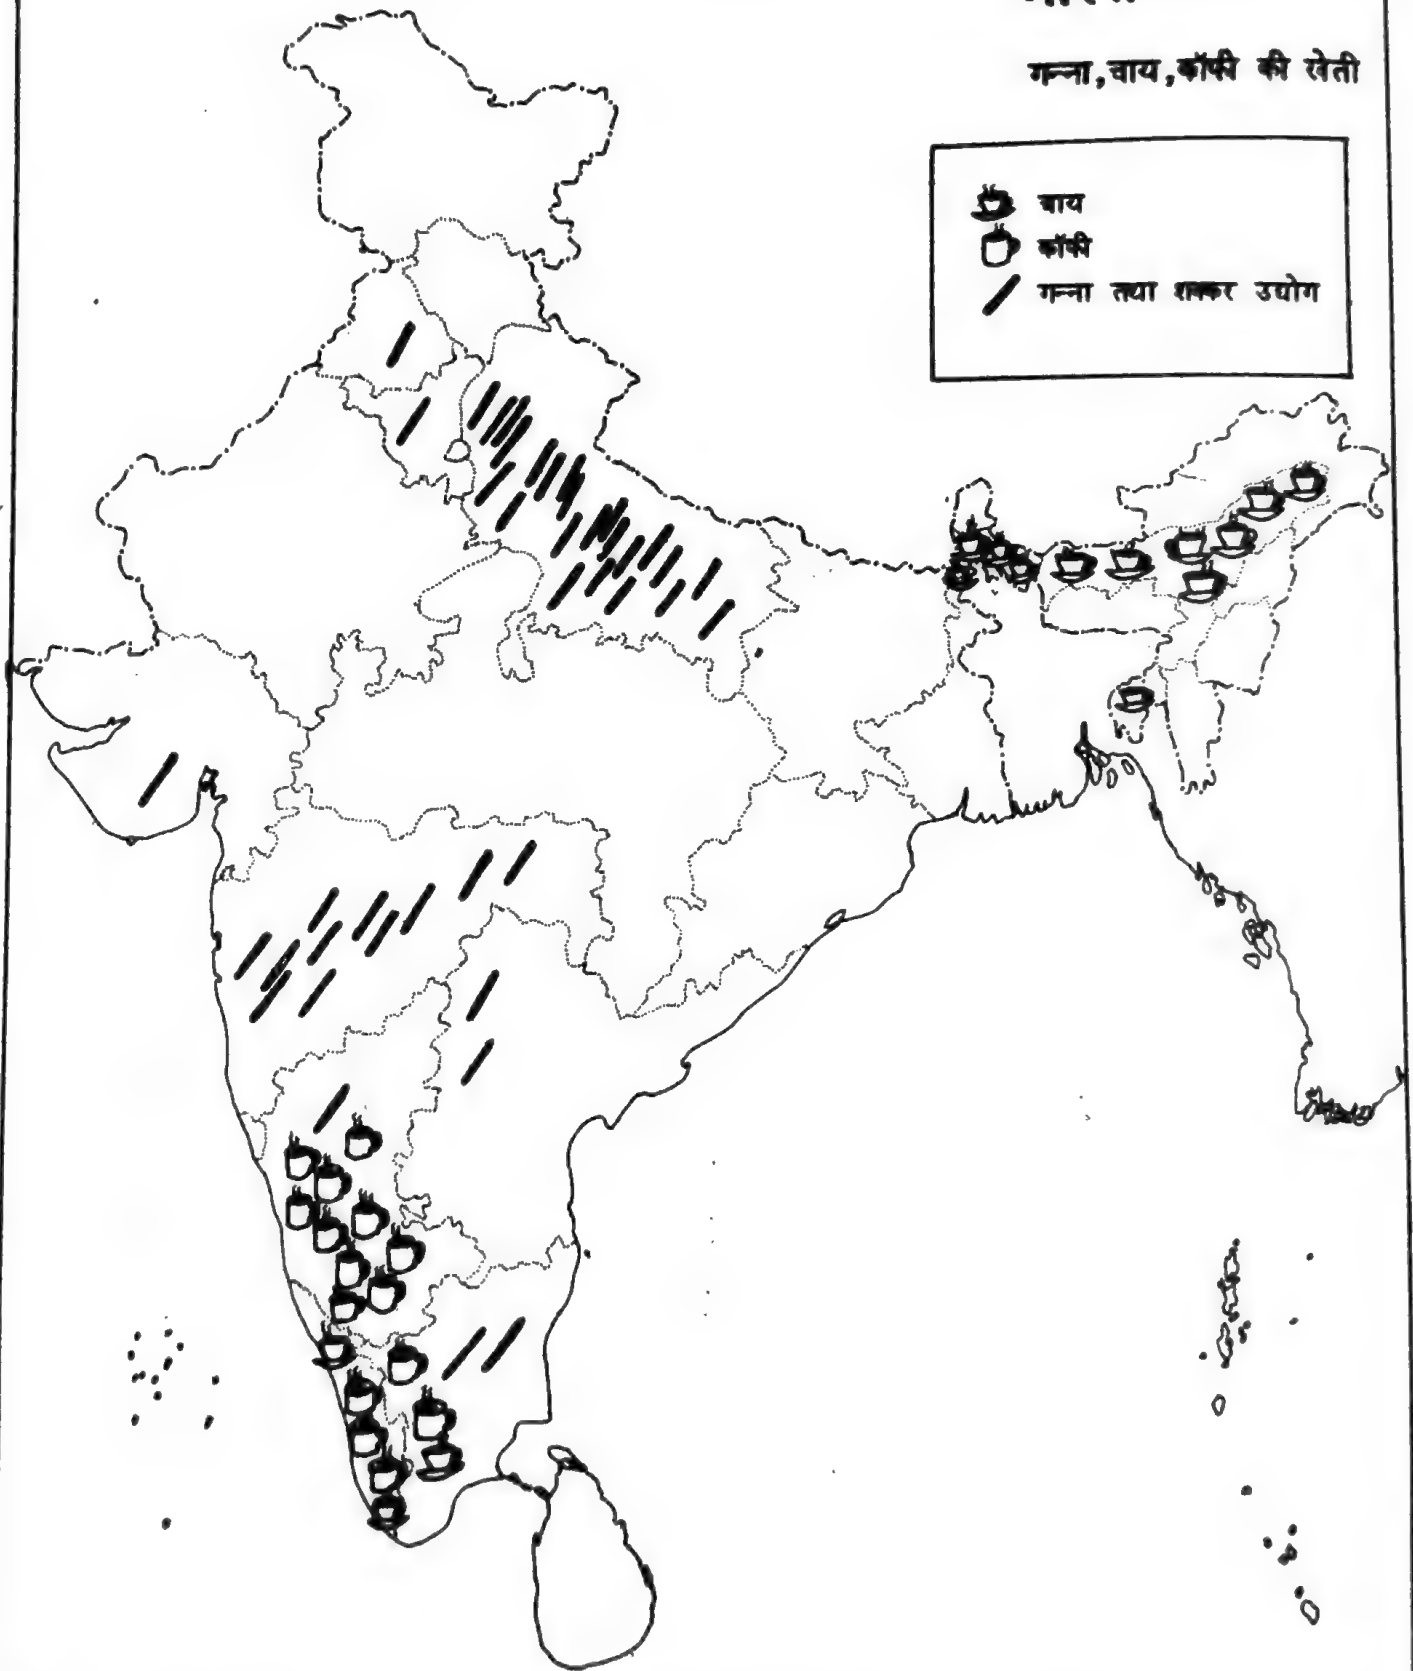 गन्ना,चाय,कॉफी की खेती
चाय
कॉफी
गन्ना तथा शक्कर उद्योग